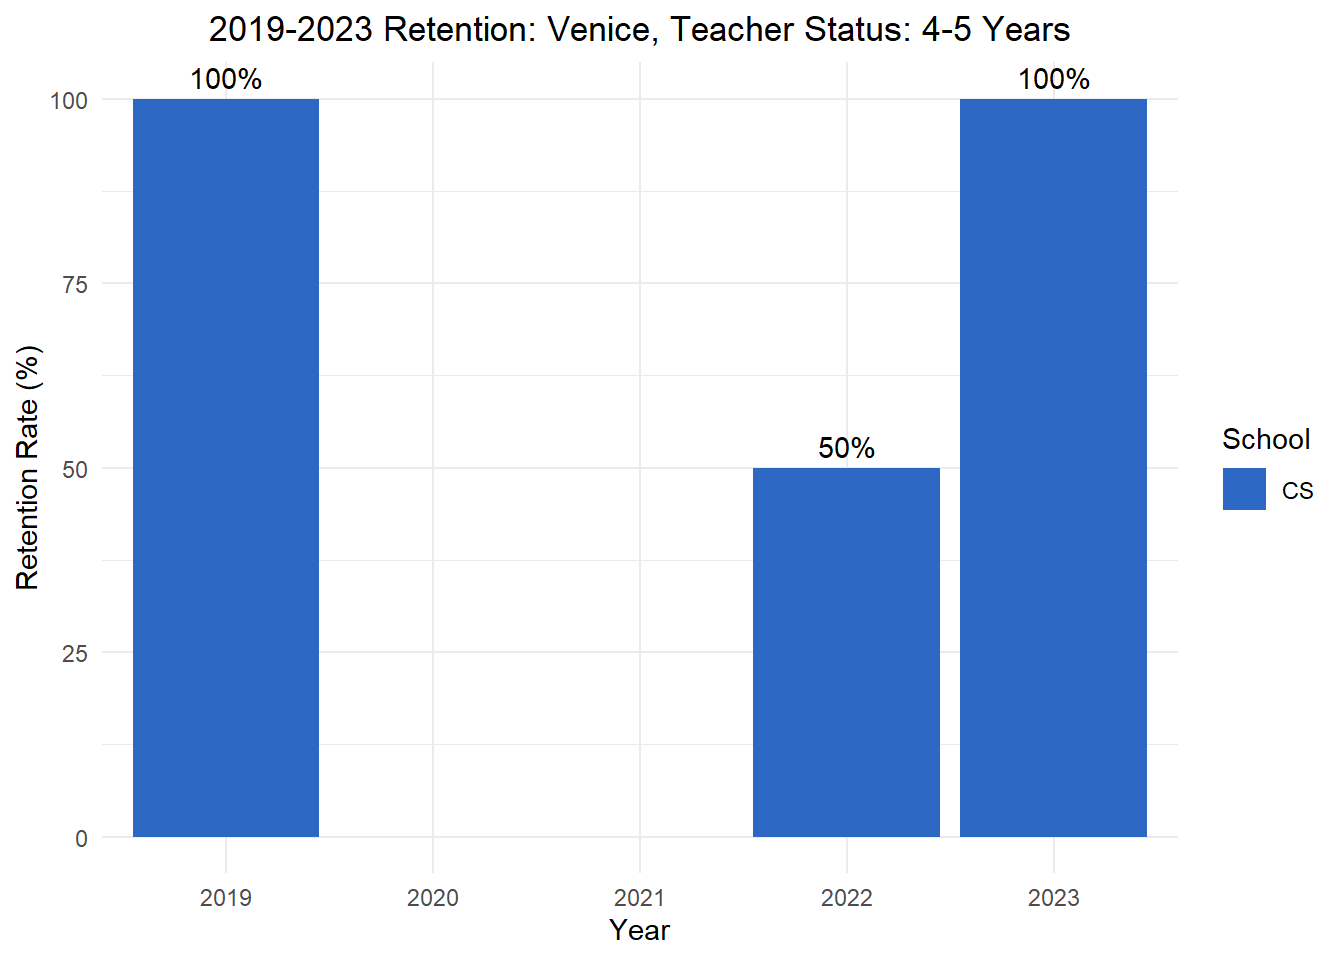 2019-2023 Retention: Venice, Teacher Status: 4-5 Years
100%
100%
50%
100
75
50
25
0
Retention Rate (%)
2019
2020
2021
2022
2023
Year
School
CS